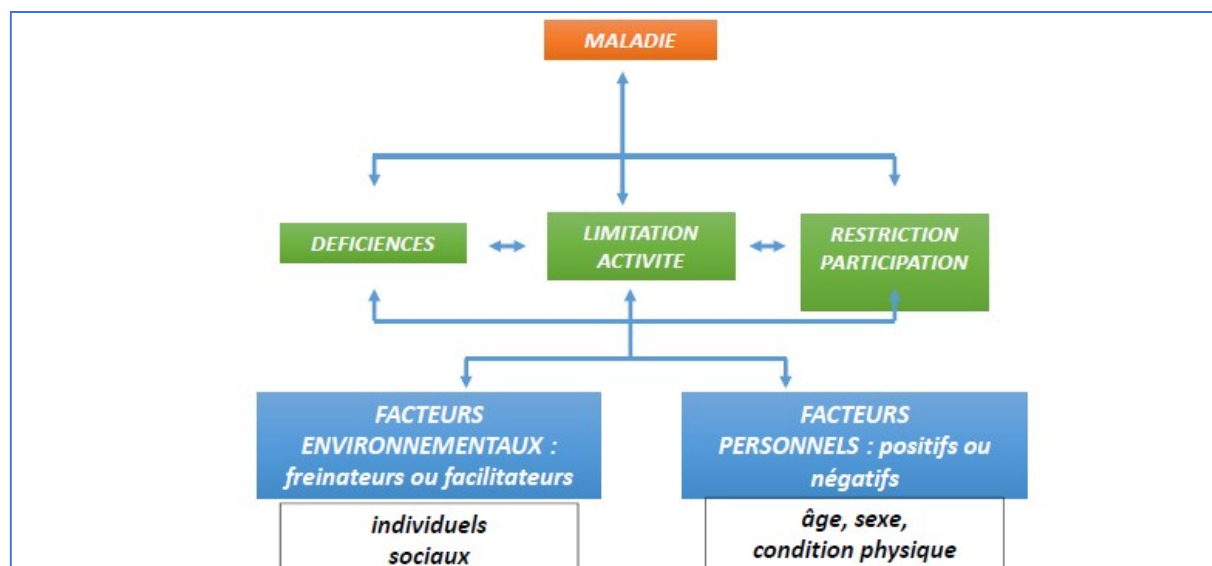 MALADIE
DEFICIENCES
LIMITATION
ACTIVITE
RESTRICTION
PARTICIPATION
FACTEURS
ENVIRONNEMENTAUX :
freinateurs ou facilitateurs
individuels
sociaux
FACTEURS
PERSONNELS : positifs ou
négatifs
âge, sexe,
condition physique